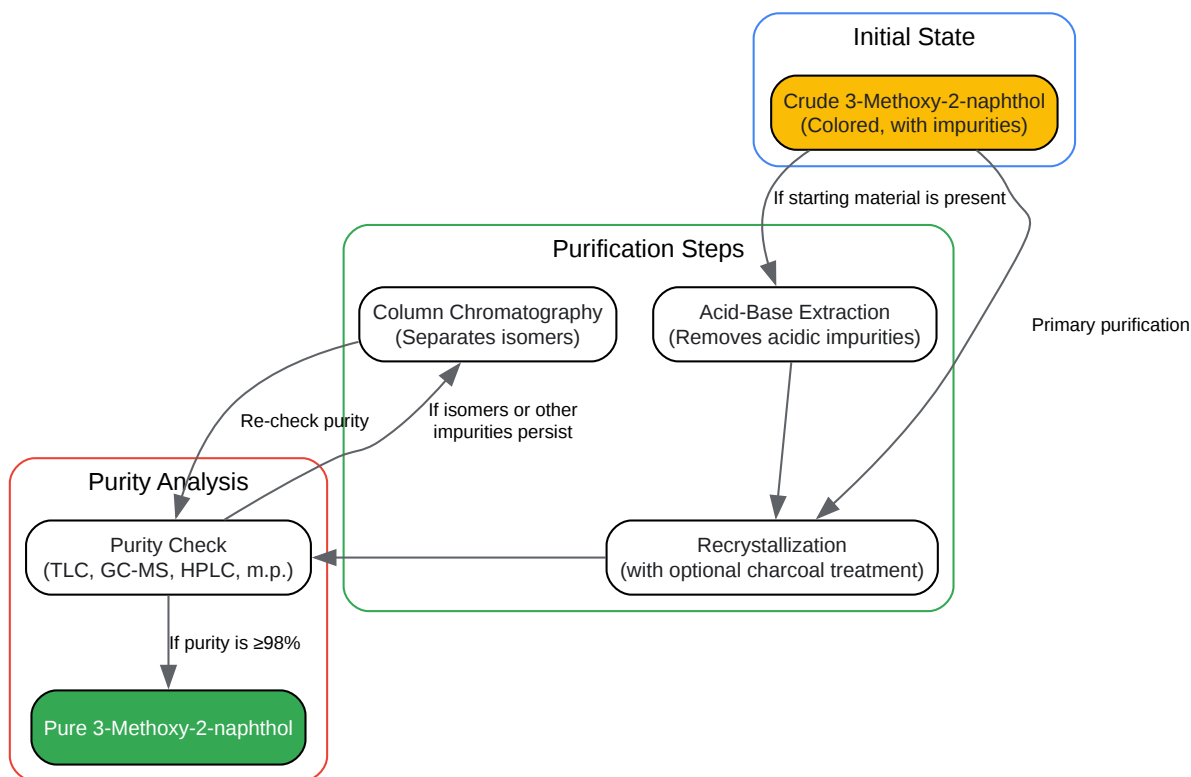 Initial State
Crude 3-Methoxy-2-naphthol
(Colored, with impurities)
If starting material is present
Purification Steps
Column Chromatography
(Separates isomers)
Acid-Base Extraction
(Removes acidic impurities)
Primary purification
Re-check purity
If isomers or other
impurities persist
Purity Analysis
Purity Check
(TLC, GC-MS, HPLC, m.p.)
Recrystallization
(with optional charcoal treatment)
If purity is ≥98%
Pure 3-Methoxy-2-naphthol